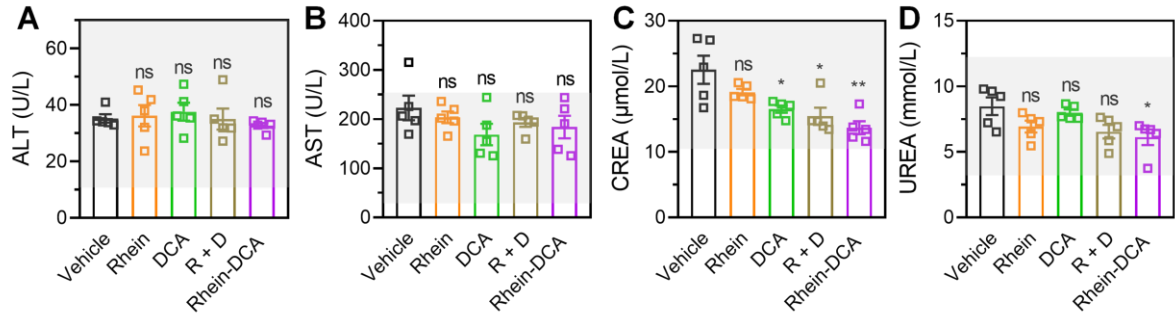 A
ALT (U/L)
60
40
20
0
ns
ns
ns
ns
Vehicle
Rhein
DCA
R + D
Rhein-DCA
B
AST (U/L)
400
300
200
100
0
ns
ns
ns
ns
Vehicle
Rhein
DCA
R + D
Rhein-DCA
C
CREA (μmol/L)
30
20
10
0
ns
*
*
**
Vehicle
Rhein
DCA
R + D
Rhein-DCA
D
UREA (mmol/L)
15
10
5
0
ns
ns
ns
*
Vehicle
Rhein
DCA
R + D
Rhein-DCA